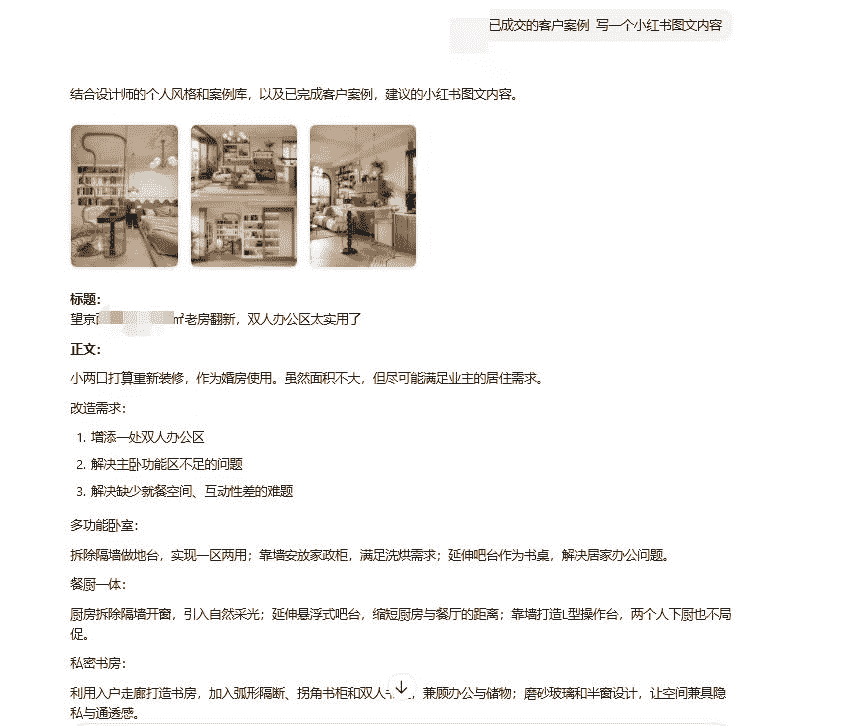 已成交的客户案例 写一个小红书图文内容
结合设计师的个人风格和案例库，以及已完成客户案例，建议的小红书图文内容。
标题：
望京 ㎡老房翻新，双人办公区太实用了
正文：
小两口打算重新装修，作为婚房使用。虽然面积不大，但尽可能满足业主的居住需求。
改造需求：
1. 增添一处双人办公区
2. 解决主卧功能区不足的问题
3. 解决缺少就餐空间、互动性差的难题
多功能卧室：
拆除隔墙做地台，实现一区两用；靠墙安放家政柜，满足洗烘需求；延伸吧台作为书桌，解决居家办公问题。
餐厨一体：
厨房拆除隔墙开窗，引入自然采光；延伸悬浮式吧台，缩短厨房与餐厅的距离；靠墙打造L型操作台，两个人下厨也不局
促。
私密书房：
利用入户走廊打造书房，加入弧形隔断、拐角书柜和双人 ，兼顾办公与储物；磨砂玻璃和半窗设计，让空间兼具隐
私与通透感。